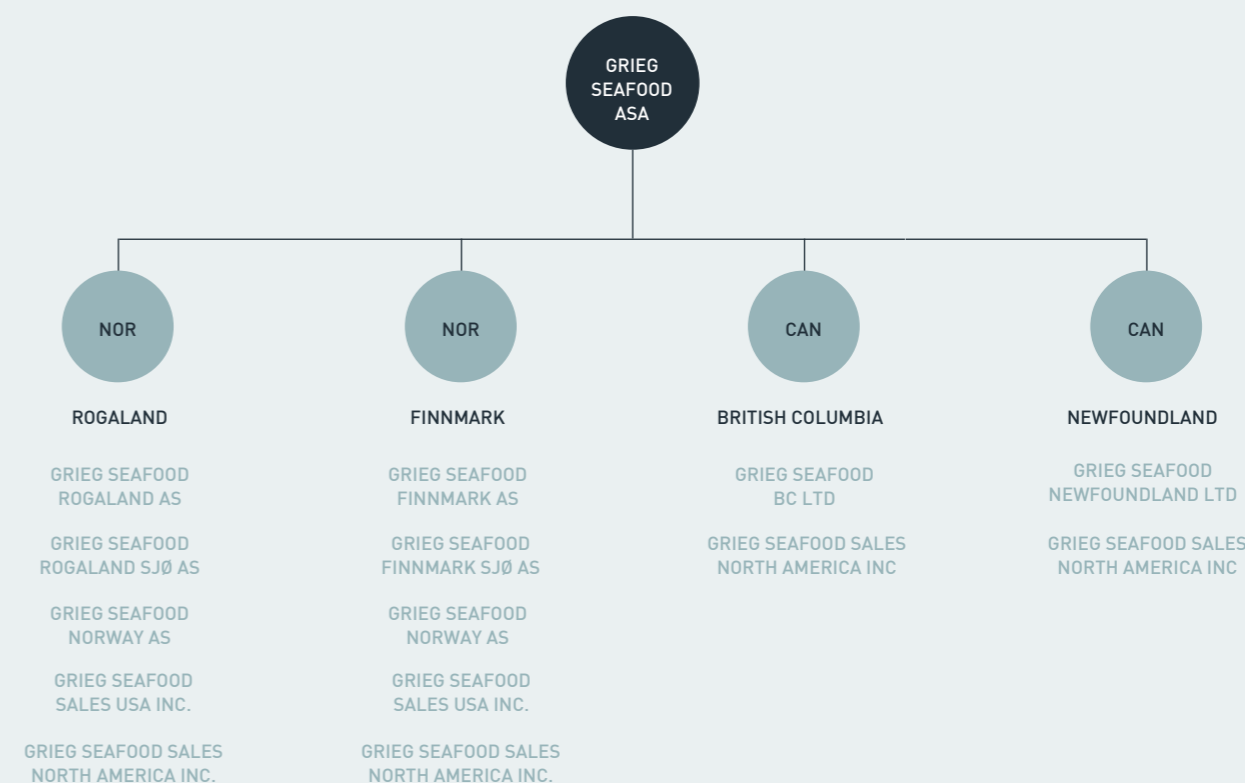 GRIEG
SEAFOOD
ASA
NOR
NOR
CAN
CAN
ROGALAND
FINNMARK
BRITISH COLUMBIA
NEWFOUNDLAND
GRIEG SEAFOOD
ROGALAND AS
GRIEG SEAFOOD
ROGALAND SJØ AS
GRIEG SEAFOOD
NORWAY AS
GRIEG SEAFOOD
SALES USA INC.
GRIEG SEAFOOD SALES
NORTH AMERICA INC.
GRIEG SEAFOOD
FINNMARK AS
GRIEG SEAFOOD
FINNMARK SJØ AS
GRIEG SEAFOOD
NORWAY AS
GRIEG SEAFOOD
SALES USA INC.
GRIEG SEAFOOD SALES
NORTH AMERICA INC.
GRIEG SEAFOOD
BC LTD
GRIEG SEAFOOD SALES
NORTH AMERICA INC
GRIEG SEAFOOD
NEWFOUNDLAND LTD
GRIEG SEAFOOD SALES
NORTH AMERICA INC